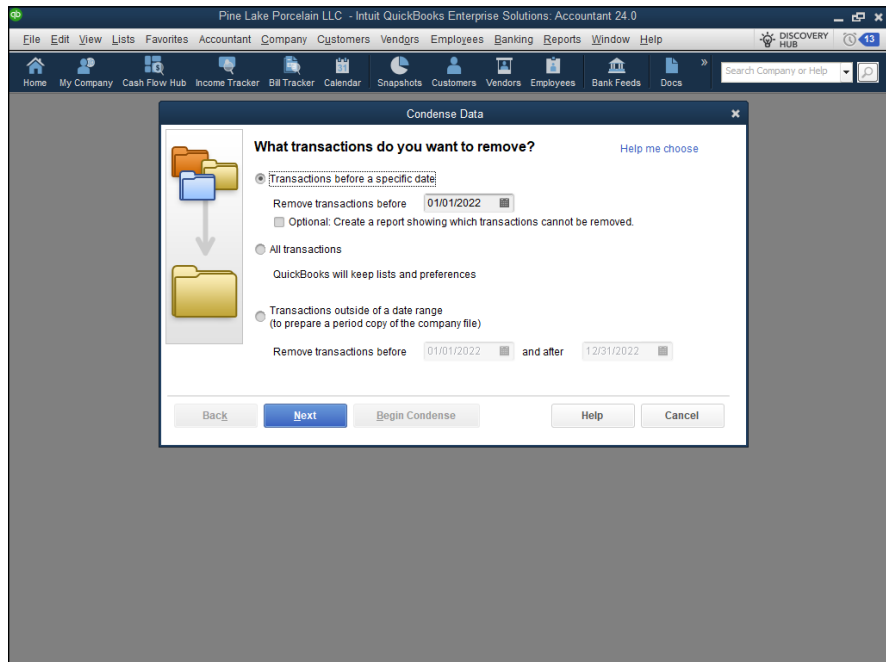 qb Pine Lake Porcelain LLC - Intuit QuickBooks Enterprise Solutions: Accountant 24.0
File Edit View Lists Favorites Accountant Company Customers Vendors Employees Banking Reports Window Help DISCOVERY HUB 13
Home My Company Cash Flow Hub Income Tracker Bill Tracker Calendar Snapshots Customers Vendors Employees Bank Feeds Docs » Search Company or Help
31
Condense Data
What transactions do you want to remove? Help me choose
Transactions before a specific date
Remove transactions before 01/01/2022
Optional: Create a report showing which transactions cannot be removed.
All transactions
QuickBooks will keep lists and preferences
Transactions outside of a date range
(to prepare a period copy of the company file)
Remove transactions before 01/01/2022 and after 12/31/2022
Back Next Begin Condense Help Cancel